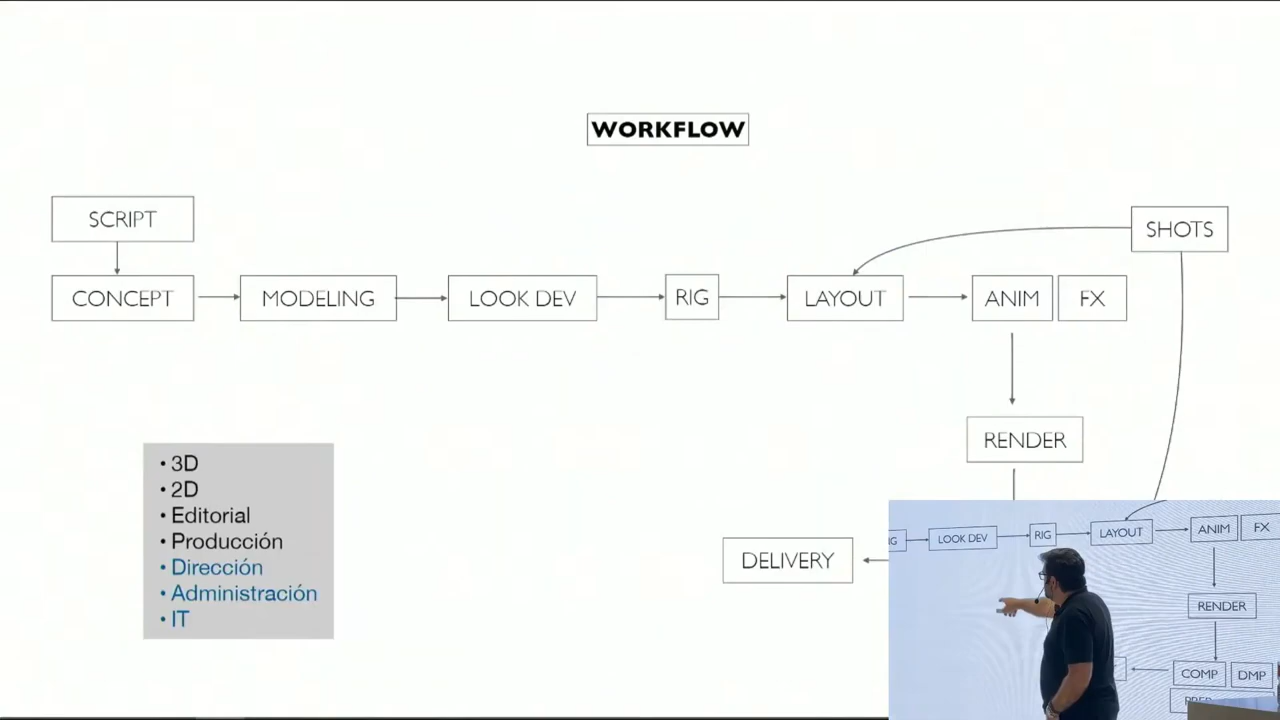 WORKFLOW
SCRIPT
SHOTS
CONCEPT
MODELING
LOOK DEV
RIG
LAYOUT
ANIM
FX
RENDER
• 3D
• 2D
• Editorial
• Producción
• Dirección
• Administración
• IT
DELIVERY
LOOK DEV
RIG
LAYOUT
ANIM
FX
RENDER
COMP
DMP